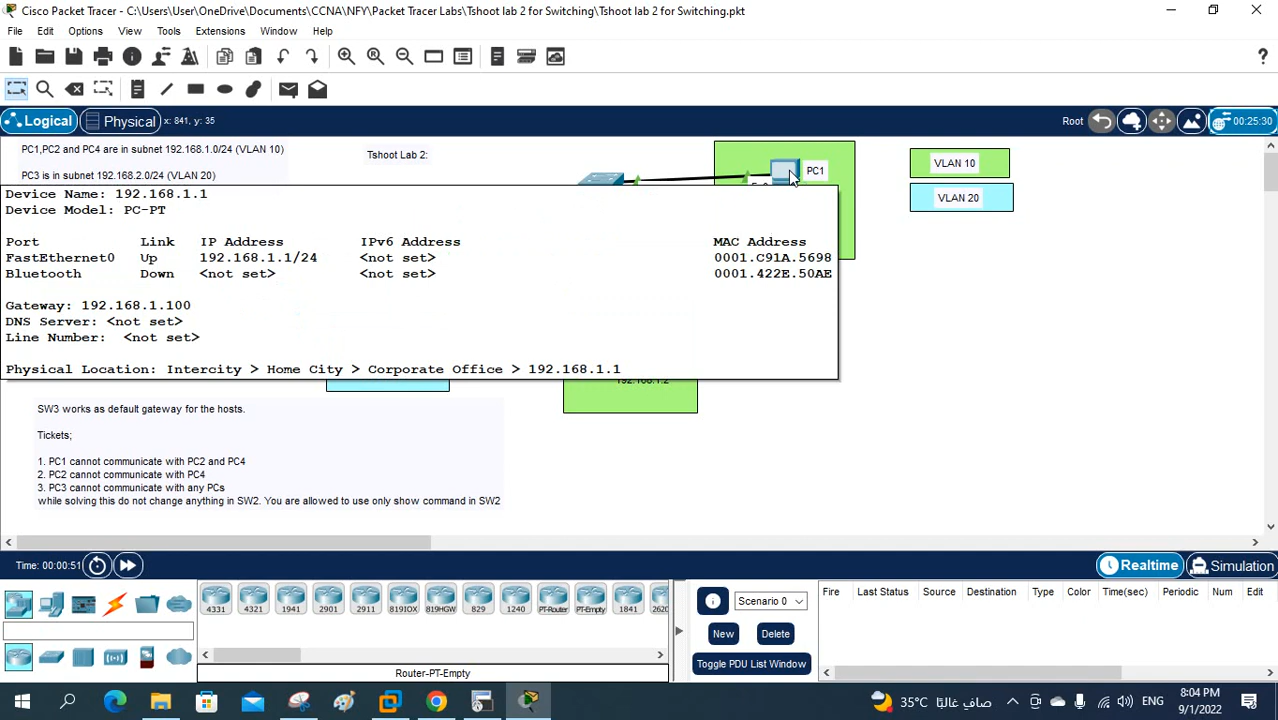 Cisco Packet Tracer - C:\Users\User\OneDrive\Documents\CCNA\NFY\Packet Tracer Labs\Tshoot lab 2 for Switching\Tshoot lab 2 for Switching.pkt
File Edit Options View Tools Extensions Window Help
Logical Physical x: 841, y: 35 Root 00:25:30
PC1,PC2 and PC4 are in subnet 192.168.1.0/24 (VLAN 10)
PC3 is in subnet 192.168.2.0/24 (VLAN 20)
Tshoot Lab 2:
PC1
VLAN 10
VLAN 20
Device Name: 192.168.1.1
Device Model: PC-PT
Port Link IP Address IPv6 Address MAC Address
FastEthernet0 Up 192.168.1.1/24 <not set> 0001.C91A.5698
Bluetooth Down <not set> <not set> 0001.422E.50AE
Gateway: 192.168.1.100
DNS Server: <not set>
Line Number: <not set>
Physical Location: Intercity > Home City > Corporate Office > 192.168.1.1
192.168.1.2
SW3 works as default gateway for the hosts.
Tickets;
1. PC1 cannot communicate with PC2 and PC4
2. PC2 cannot communicate with PC4
3. PC3 cannot communicate with any PCs
while solving this do not change anything in SW2. You are allowed to use only show command in SW2
Time: 00:00:51 Realtime Simulation
4331 4321 1941 2901 2911 819IOX 819HGW 829 1240 PT-Router PT-Empty 1841 2620
Router-PT-Empty
Scenario 0
New Delete
Toggle PDU List Window
Fire Last Status Source Destination Type Color Time(sec) Periodic Num Edit
35°C صاف غالبًا
ENG
8:04 PM
9/1/2022